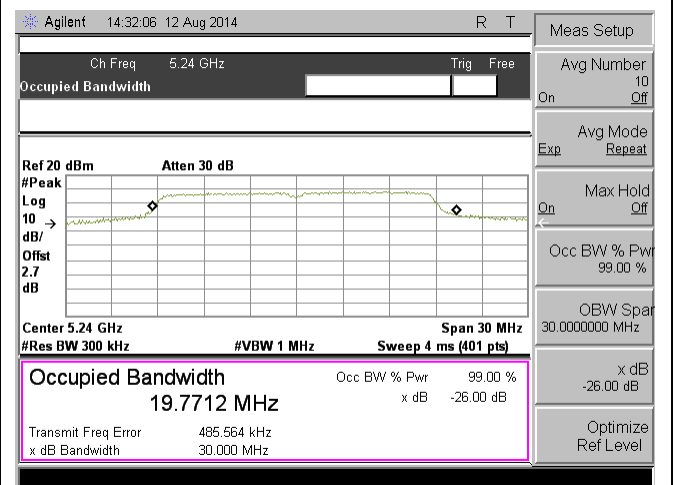 Agilent 14:32:06 12 Aug 2014 R T
Meas Setup
Ch Freq 5.24 GHz Trig Free
Occupied Bandwidth
Avg Number
10
On Off
Avg Mode
Exp Repeat
Max Hold
On Off
Occ BW % Pwr
99.00 %
OBW Span
30.0000000 MHz
x dB
-26.00 dB
Optimize
Ref Level
Ref 20 dBm Atten 30 dB
#Peak
Log
10
dB/
Offst
2.7
dB
Center 5.24 GHz Span 30 MHz
#Res BW 300 kHz #VBW 1 MHz Sweep 4 ms (401 pts)
Occupied Bandwidth Occ BW % Pwr 99.00 %
19.7712 MHz x dB -26.00 dB
Transmit Freq Error 485.564 kHz
x dB Bandwidth 30.000 MHz